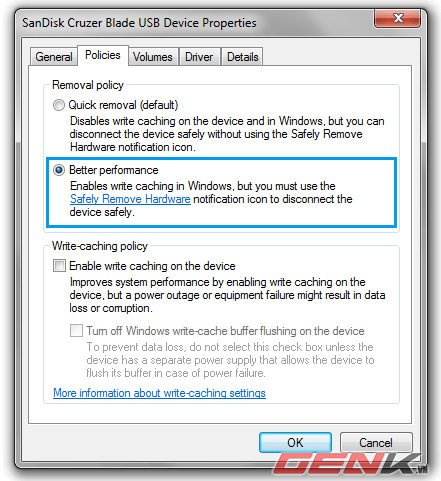 SanDisk Cruzer Blade USB Device Properties
General Policies Volumes Driver Details
Removal policy
Quick removal (default)
Disables write caching on the device and in Windows, but you can
disconnect the device safely without using the Safely Remove
Hardware notification icon.
Better performance
Enables write caching in Windows, but you must use the
Safely Remove Hardware notification icon to disconnect the
device safely.
Write-caching policy
Enable write caching on the device
Improves system performance by enabling write caching on the
device, but a power outage or equipment failure might result in data
loss or corruption.
Turn off Windows write-cache buffer flushing on the device
To prevent data loss, do not select this check box unless the
device has a separate power supply that allows the device to
flush its buffer in case of power failure.
More information about write-caching settings
OK Cancel
GENK.VN